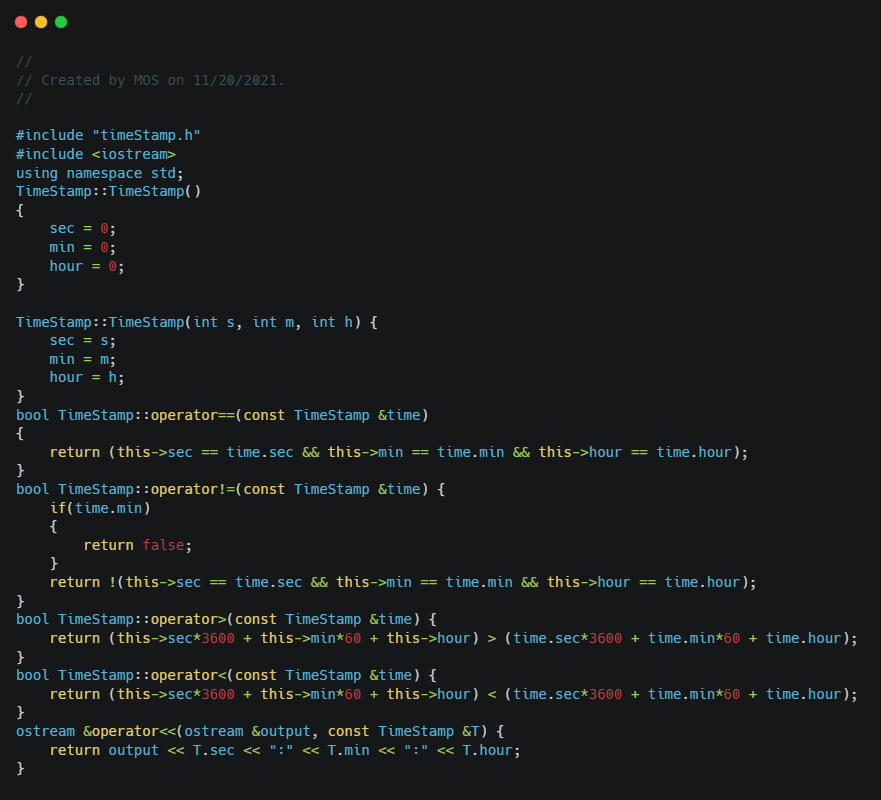 //
// Created by MOS on 11/20/2021.
//

#include "timeStamp.h"
#include <iostream>
using namespace std;
TimeStamp::TimeStamp()
{
    sec = 0;
    min = 0;
    hour = 0;
}

TimeStamp::TimeStamp(int s, int m, int h) {
    sec = s;
    min = m;
    hour = h;
}
bool TimeStamp::operator==(const TimeStamp &time)
{
    return (this->sec == time.sec && this->min == time.min && this->hour == time.hour);
}
bool TimeStamp::operator!=(const TimeStamp &time) {
    if(time.min)
    {
        return false;
    }
    return !(this->sec == time.sec && this->min == time.min && this->hour == time.hour);
}
bool TimeStamp::operator>(const TimeStamp &time) {
    return (this->sec*3600 + this->min*60 + this->hour) > (time.sec*3600 + time.min*60 + time.hour);
}
bool TimeStamp::operator<(const TimeStamp &time) {
    return (this->sec*3600 + this->min*60 + this->hour) < (time.sec*3600 + time.min*60 + time.hour);
}
ostream &operator<<(ostream &output, const TimeStamp &T) {
    return output << T.sec << ":" << T.min << ":" << T.hour;
}